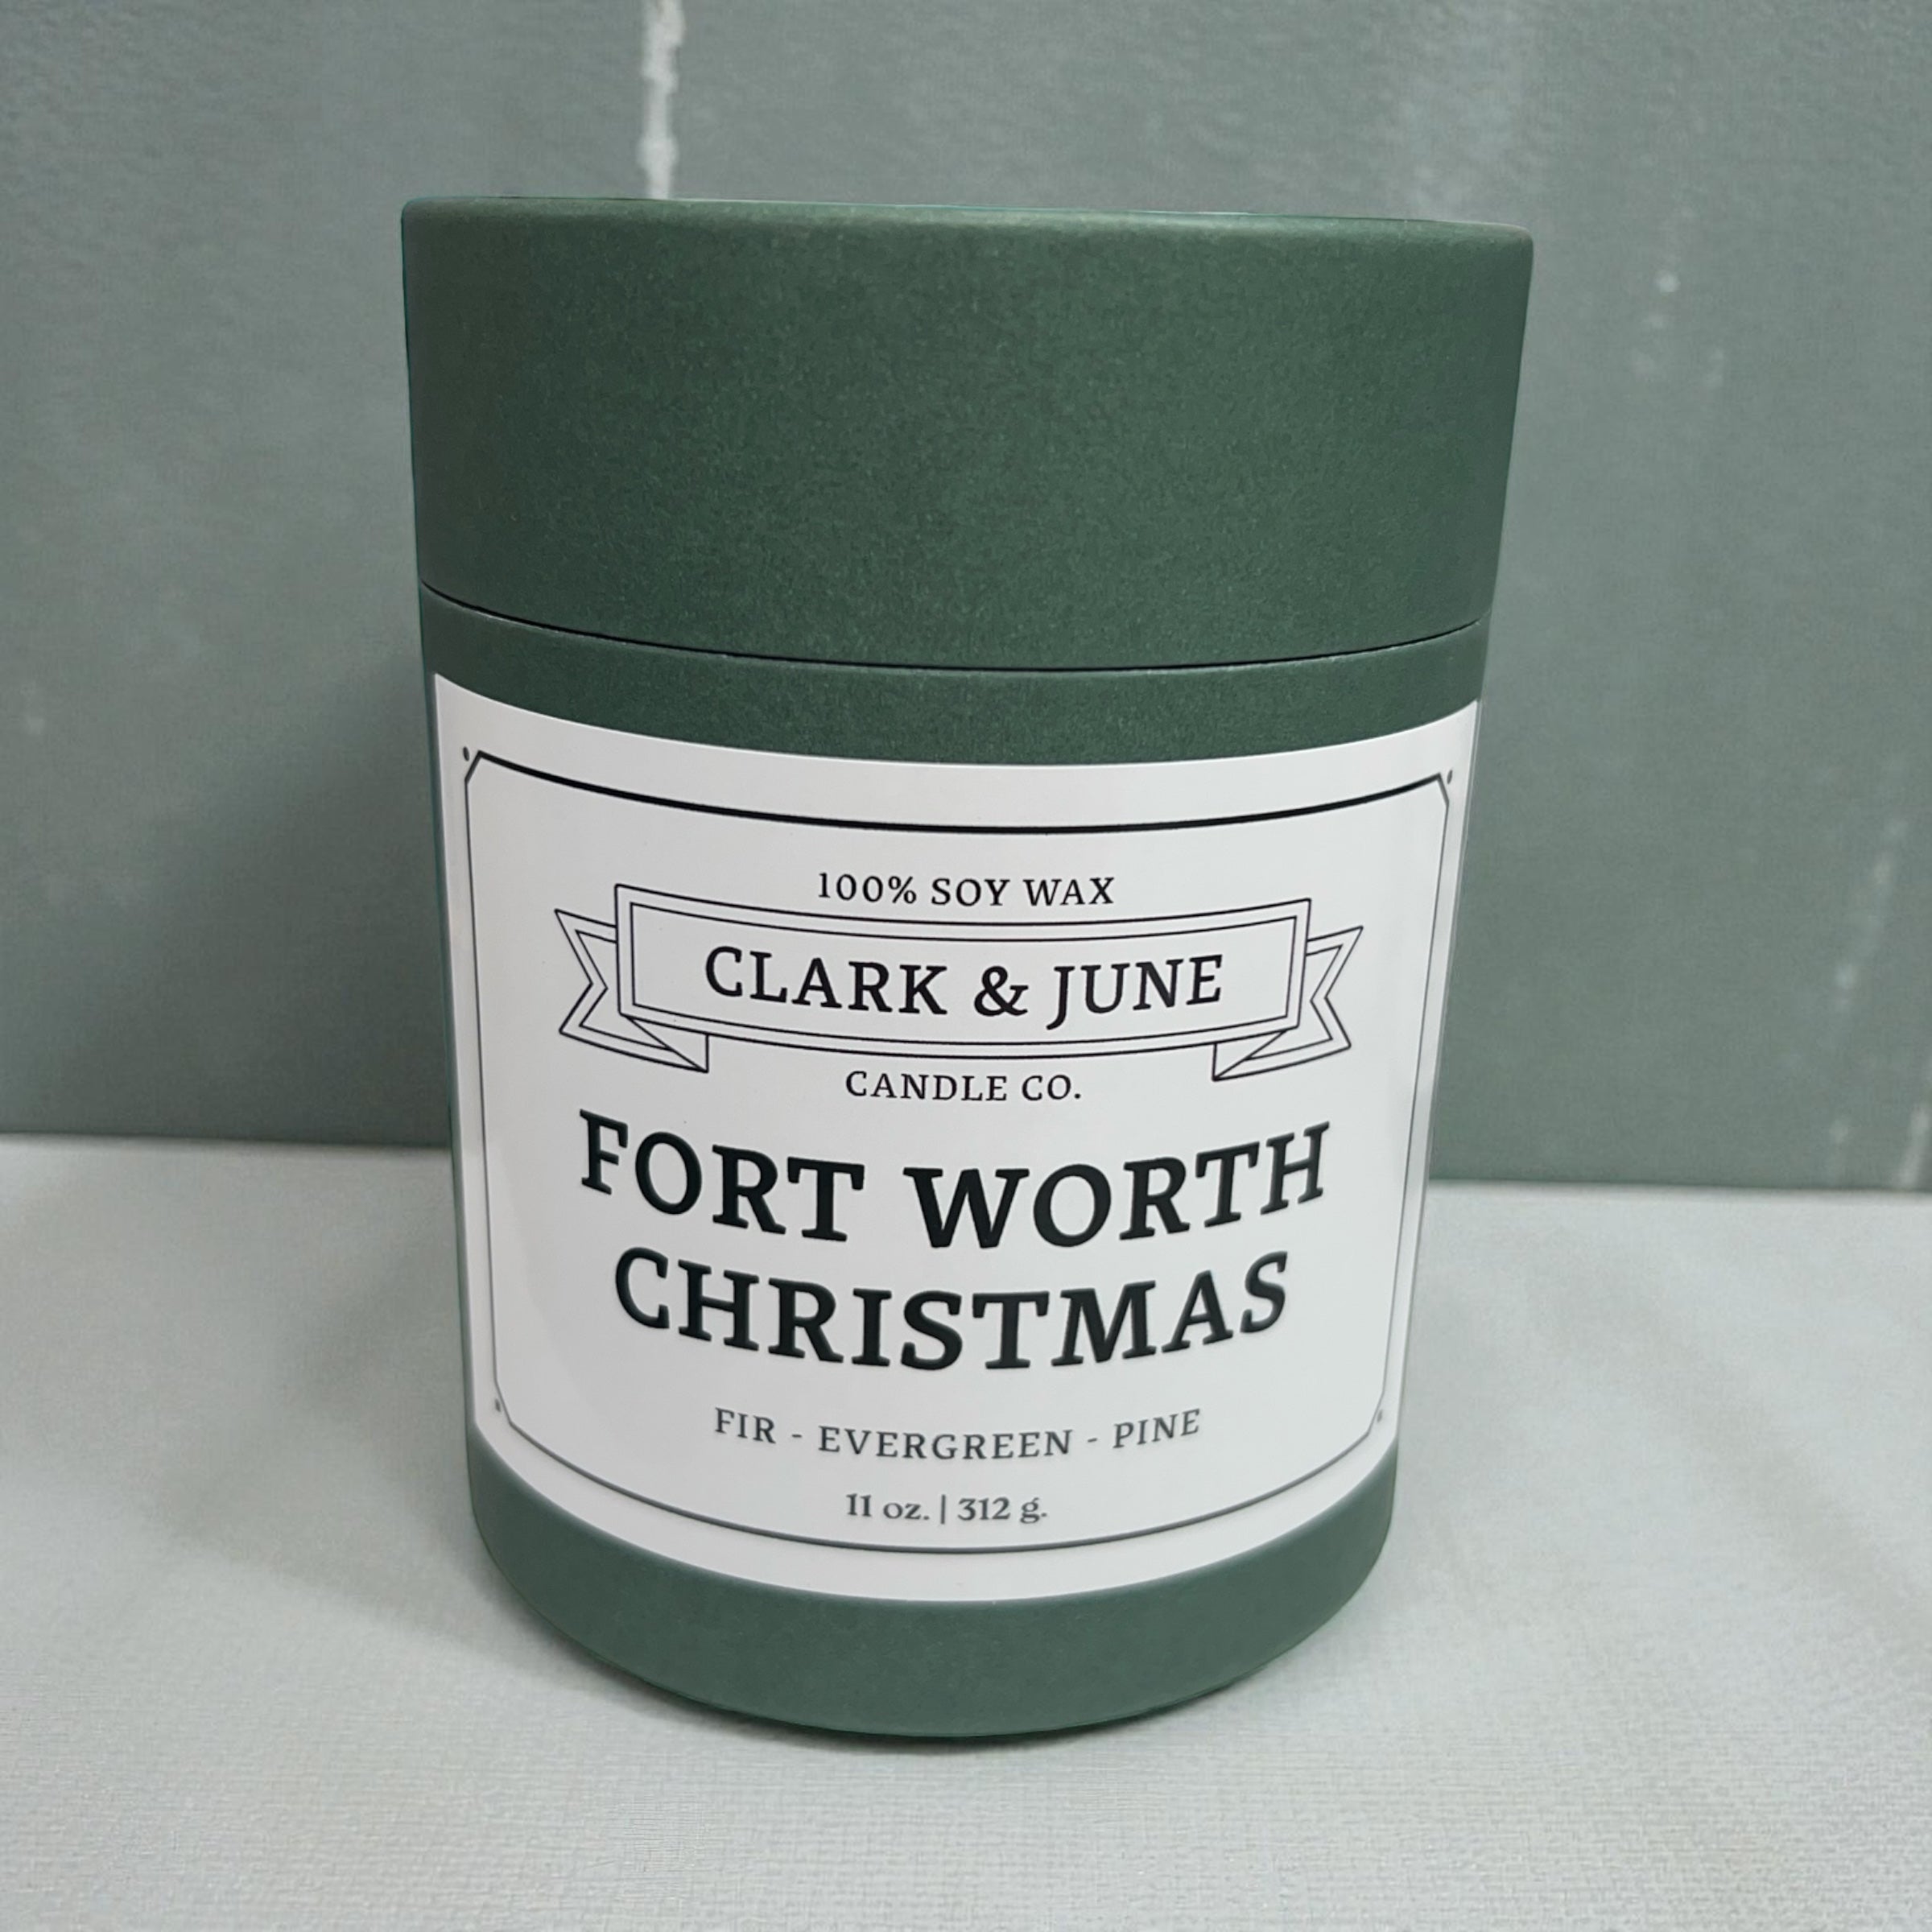 100% SOY WAX
CLARK & JUNE
CANDLE CO.
FORT WORTH
CHRISTMAS
FIR - EVERGREEN - PINE
11 oz. | 312 g.